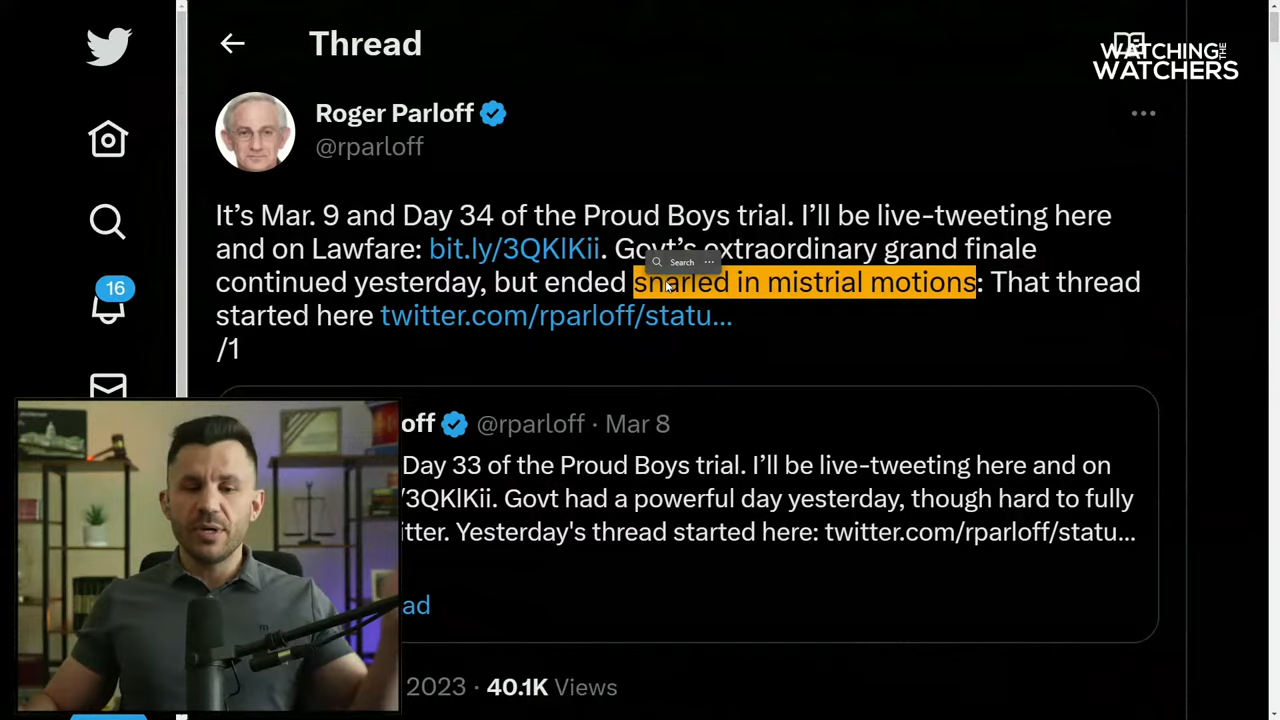 Thread
WATCHING THE
WATCHERS
Roger Parloff
@rparloff
It’s Mar. 9 and Day 34 of the Proud Boys trial. I’ll be live-tweeting here
and on Lawfare: bit.ly/3QKlKii. Govt’s extraordinary grand finale
Search
continued yesterday, but ended snarled in mistrial motions: That thread
started here twitter.com/rparloff/statu...
/1
16
off @rparloff · Mar 8
Day 33 of the Proud Boys trial. I’ll be live-tweeting here and on
/3QKlKii. Govt had a powerful day yesterday, though hard to fully
itter. Yesterday's thread started here: twitter.com/rparloff/statu...
ad
2023 · 40.1K Views